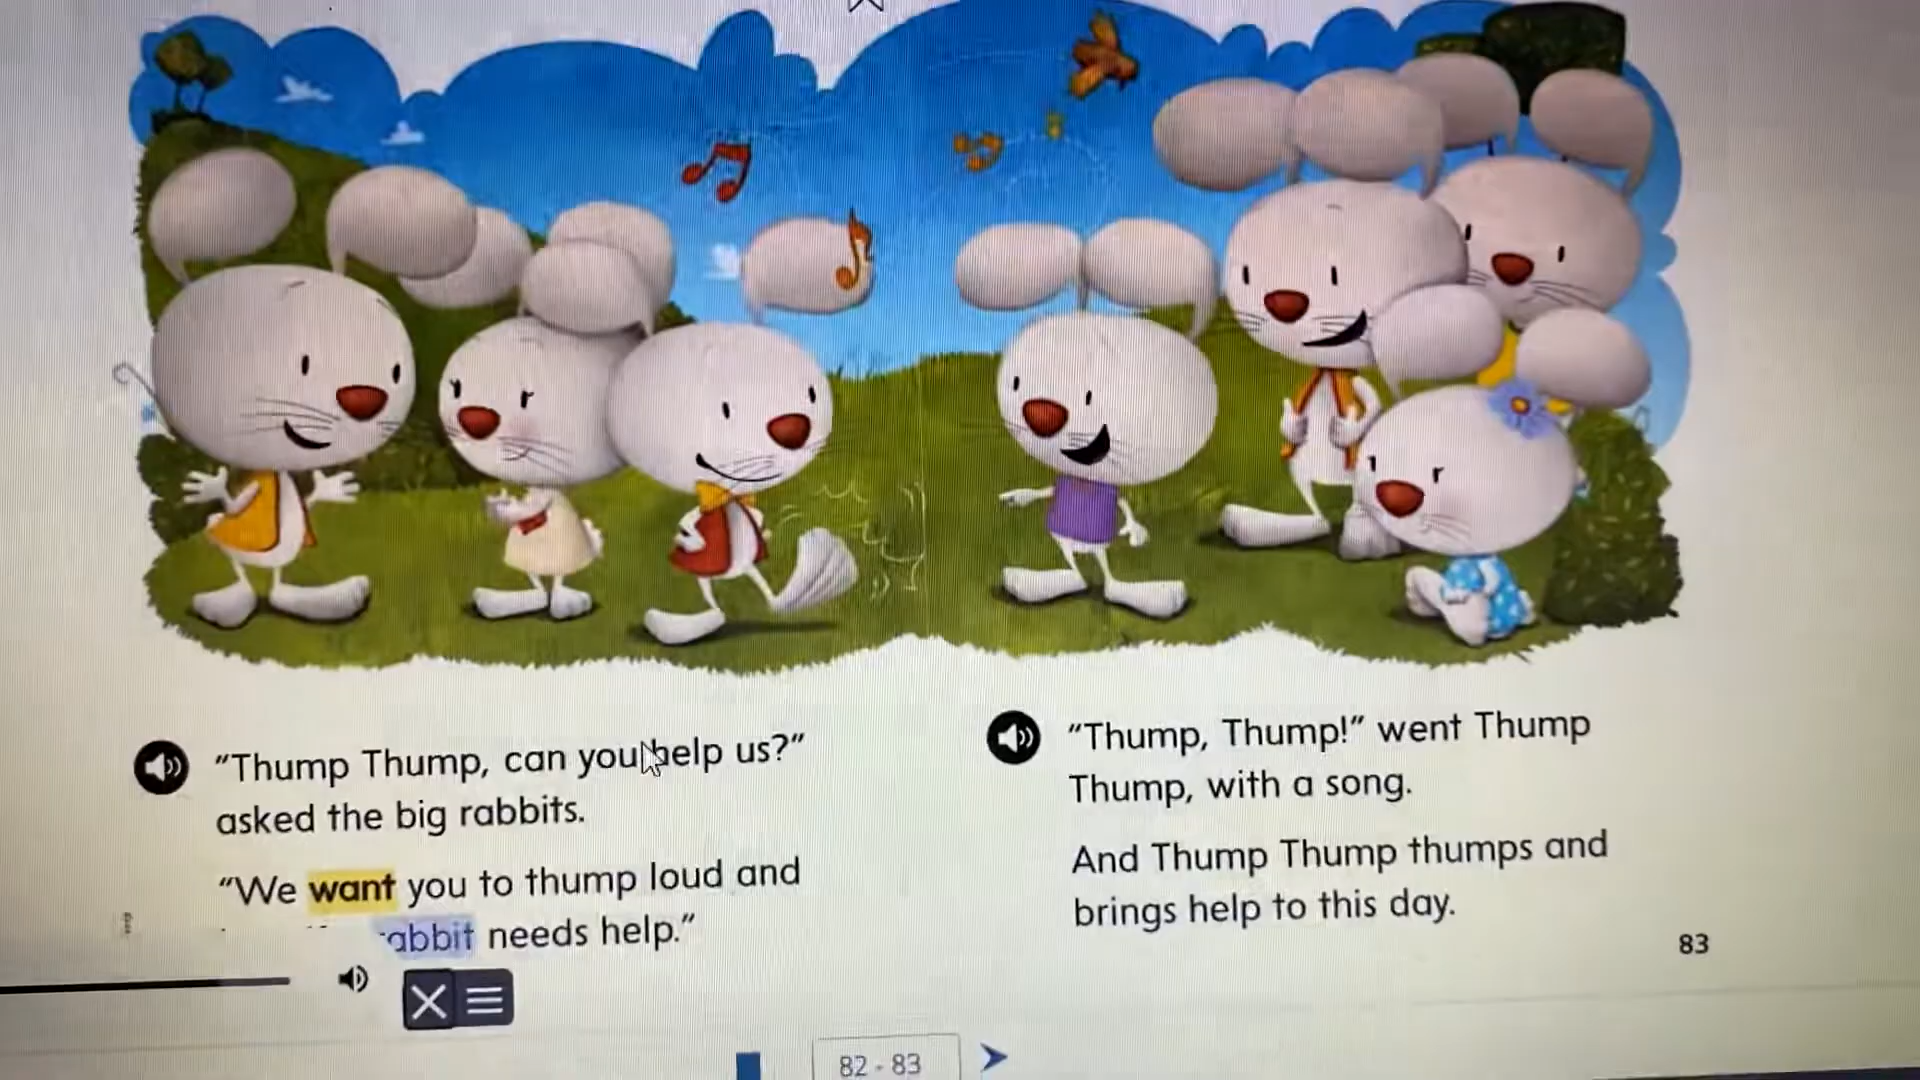 "Thump Thump, can you help us?"
asked the big rabbits.
"We want you to thump loud and
abbit needs help."
"Thump, Thump!" went Thump
Thump, with a song.
And Thump Thump thumps and
brings help to this day.
83
82 - 83